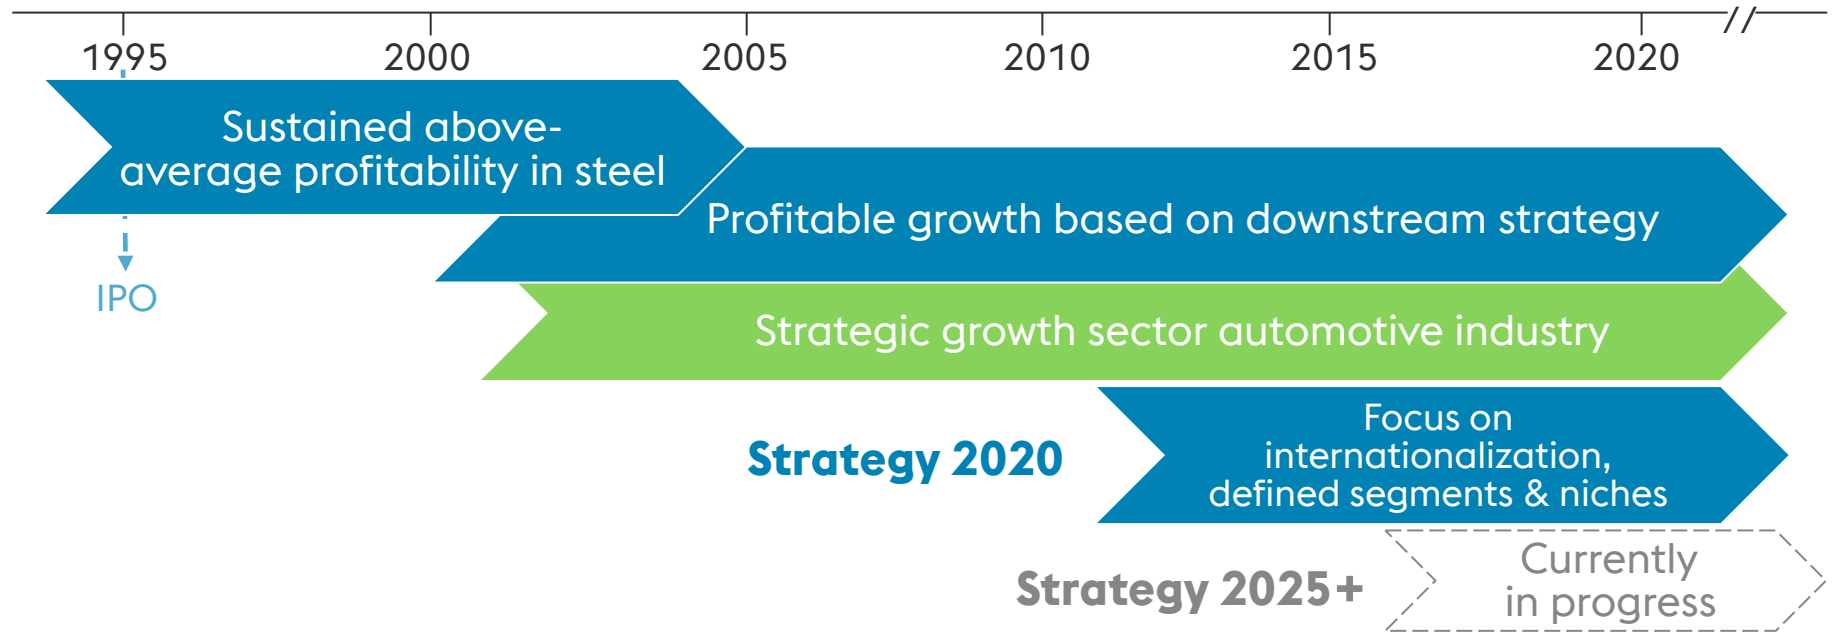 1995 2000 2005 2010 2015 2020
Sustained above-
average profitability in steel
Profitable growth based on downstream strategy
IPO
Strategic growth sector automotive industry
Strategy 2020
Focus on
internationalization,
defined segments & niches
Strategy 2025+
Currently
in progress